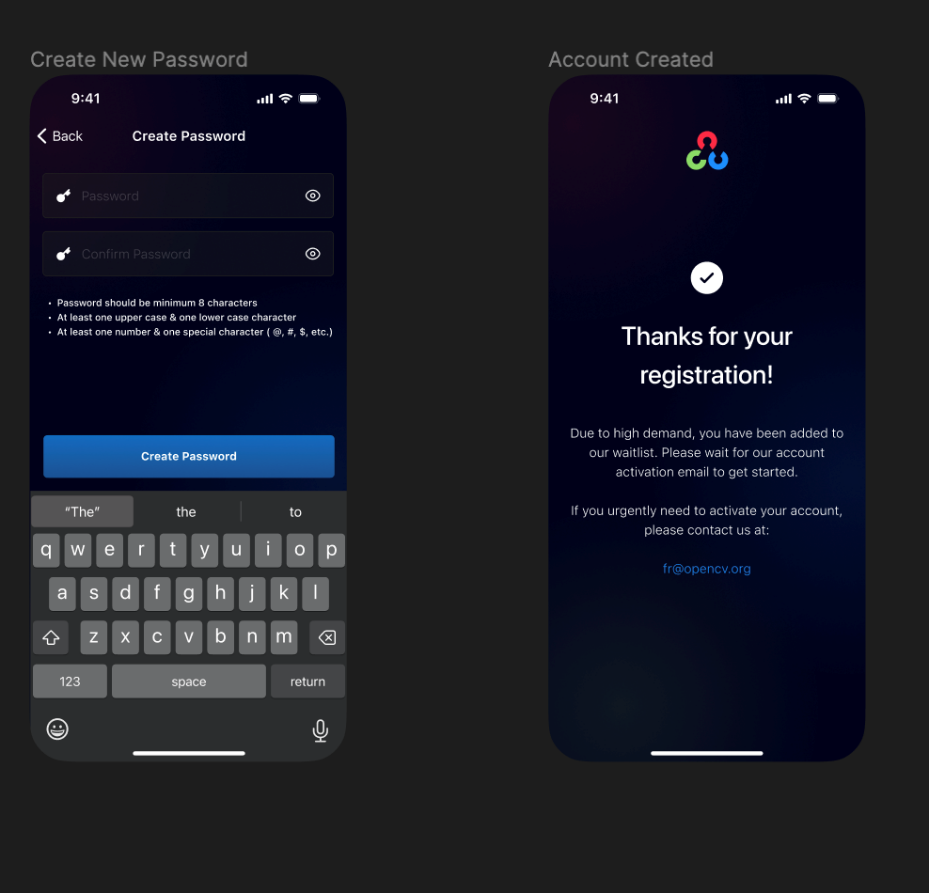 Create New Password
9:41
Back
Create Password
Password
Confirm Password
• Password should be minimum 8 characters
• At least one upper case & one lower case character
• At least one number & one special character ( @, #, $, etc.)
Create Password
“The” the to
q w e r t y u i o p
a s d f g h j k l
z x c v b n m
123 space return
Account Created
9:41
Thanks for your
registration!
Due to high demand, you have been added to
our waitlist. Please wait for our account
activation email to get started.
If you urgently need to activate your account,
please contact us at:
fr@opencv.org